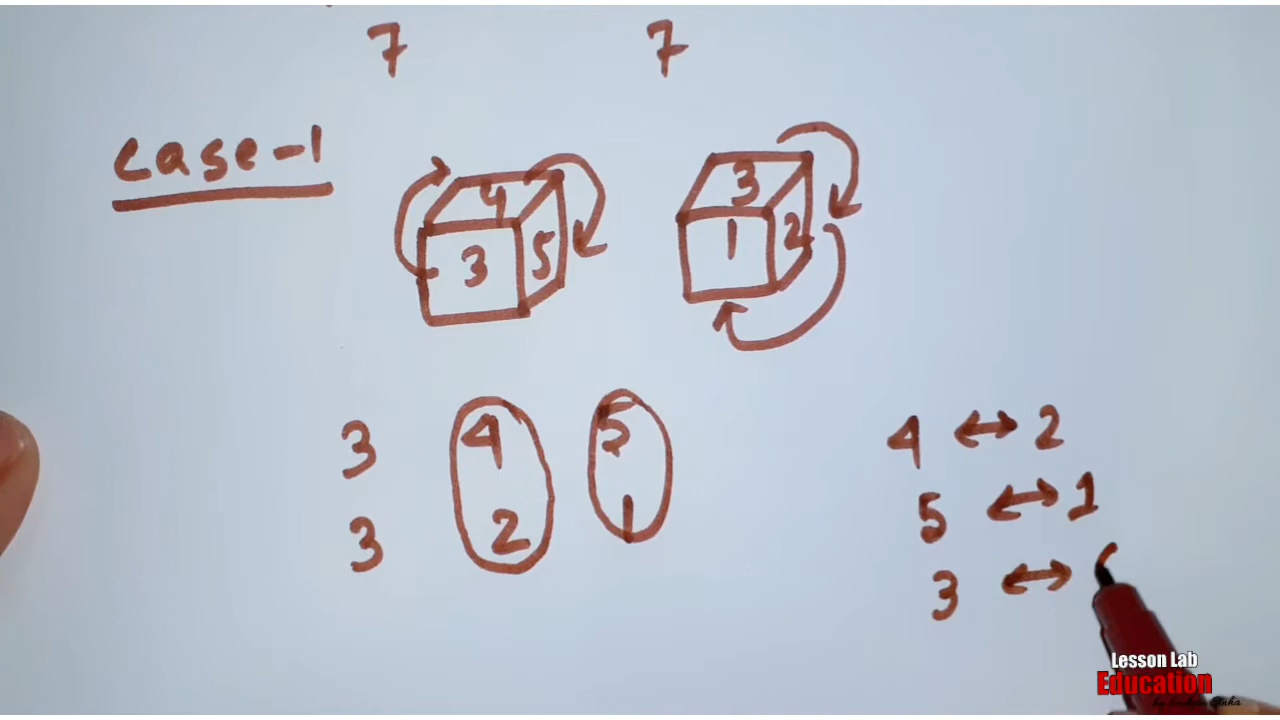 7 7
case-1
4 3
3 5 1 2
3 4 5
3 2 1
4 ↔ 2
5 ↔ 1
3 ↔
Lesson Lab
Education